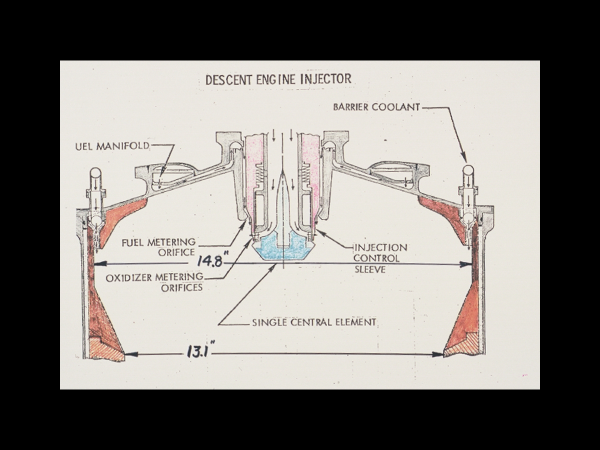 DESCENT ENGINE INJECTOR
BARRIER COOLANT
UEL MANIFOLD
FUEL METERING
ORIFICE
14.8"
INJECTION
CONTROL
SLEEVE
OXIDIZER METERING
ORIFICES
SINGLE CENTRAL ELEMENT
13.1"